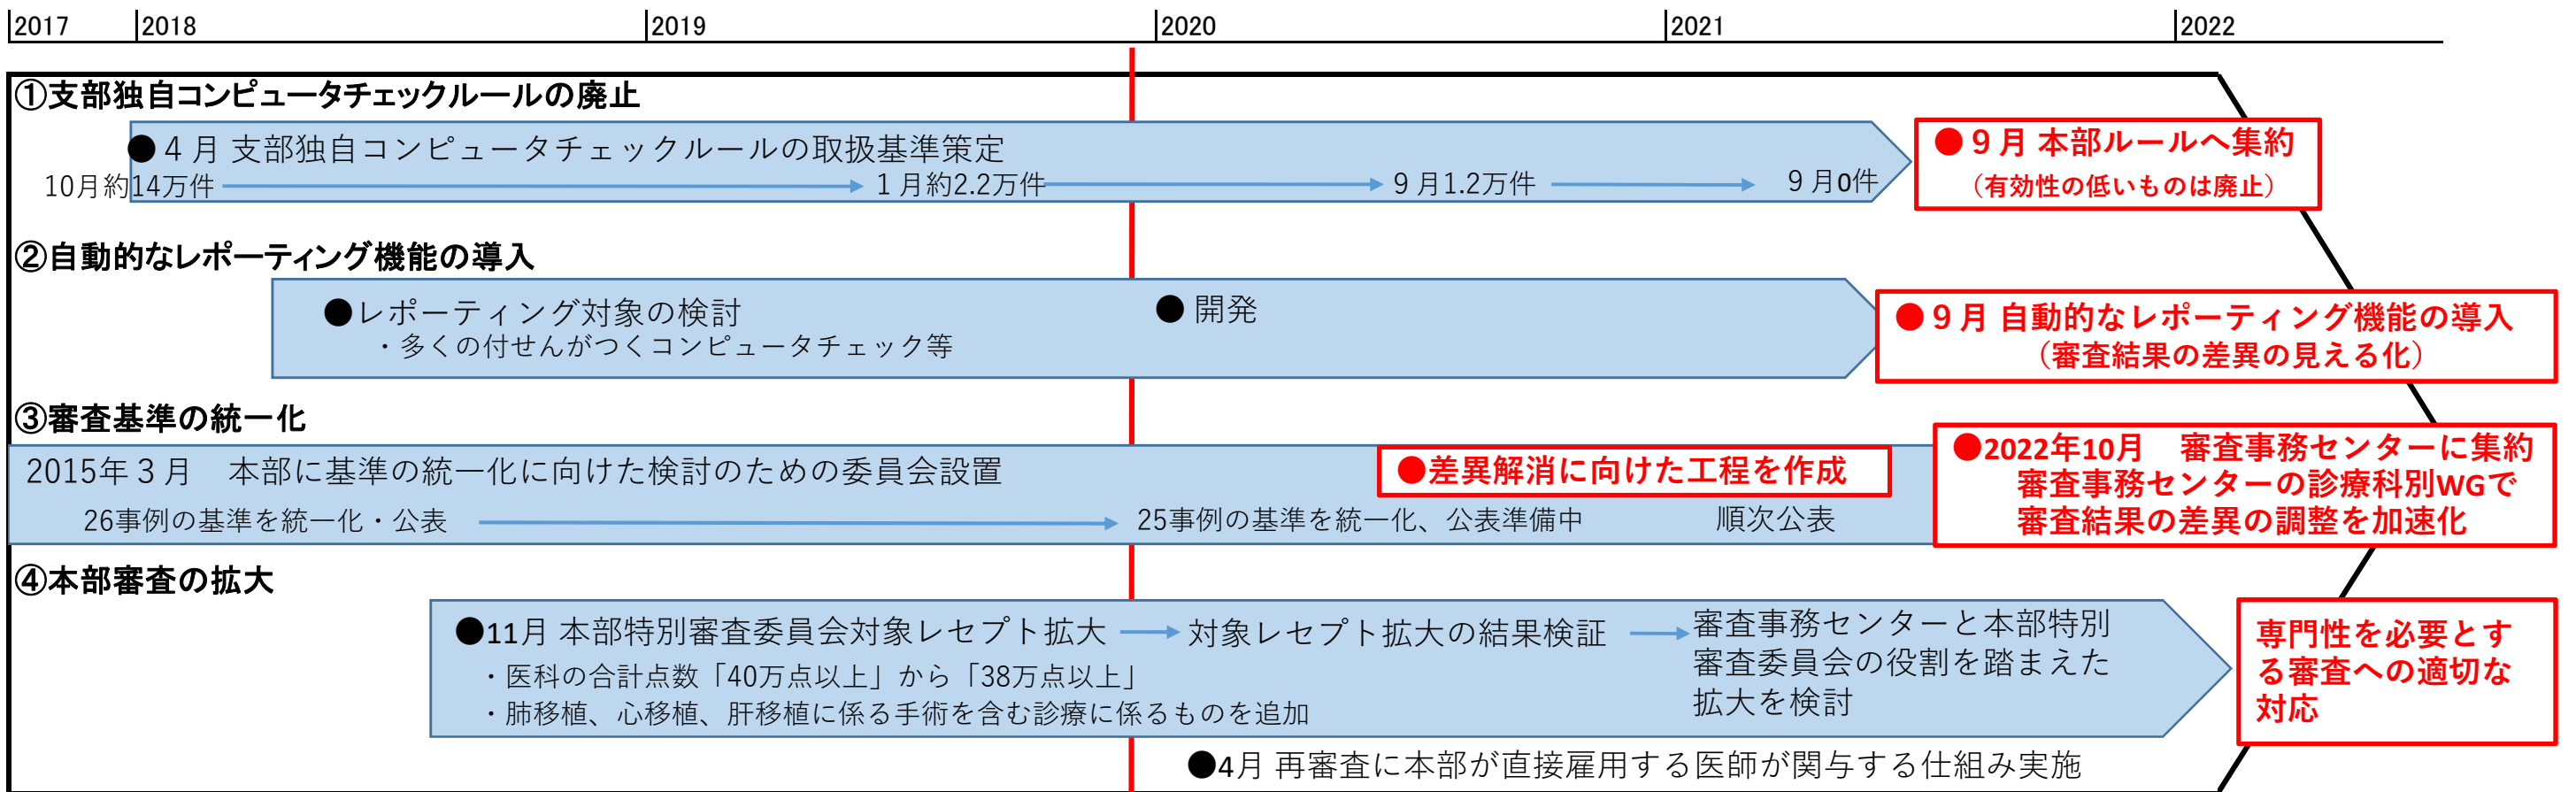 2017 2018 2019 2020 2021 2022
①支部独自コンピュータチェックルールの廃止
●４月 支部独自コンピュータチェックルールの取扱基準策定
10月約14万件 １月約2.2万件 ９月1.2万件 ９月0件
●９月 本部ルールへ集約
（有効性の低いものは廃止）
②自動的なレポーティング機能の導入
●レポーティング対象の検討
・多くの付せんがつくコンピュータチェック等
●開発
●９月 自動的なレポーティング機能の導入
（審査結果の差異の見える化）
③審査基準の統一化
2015年３月　本部に基準の統一化に向けた検討のための委員会設置
26事例の基準を統一化・公表 25事例の基準を統一化、公表準備中 順次公表
●差異解消に向けた工程を作成
●2022年10月　審査事務センターに集約
審査事務センターの診療科別WGで
審査結果の差異の調整を加速化
④本部審査の拡大
●11月 本部特別審査委員会対象レセプト拡大
・医科の合計点数「40万点以上」から「38万点以上」
・肺移植、心移植、肝移植に係る手術を含む診療に係るものを追加
対象レセプト拡大の結果検証
審査事務センターと本部特別
審査委員会の役割を踏まえた
拡大を検討
専門性を必要とす
る審査への適切な
対応
●4月 再審査に本部が直接雇用する医師が関与する仕組み実施